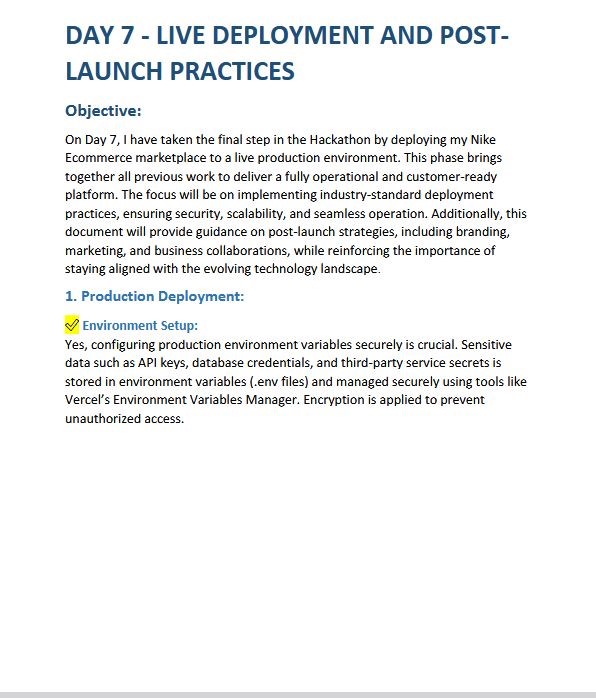 DAY 7 - LIVE DEPLOYMENT AND POST-
LAUNCH PRACTICES
Objective:
On Day 7, I have taken the final step in the Hackathon by deploying my Nike
Ecommerce marketplace to a live production environment. This phase brings
together all previous work to deliver a fully operational and customer-ready
platform. The focus will be on implementing industry-standard deployment
practices, ensuring security, scalability, and seamless operation. Additionally, this
document will provide guidance on post-launch strategies, including branding,
marketing, and business collaborations, while reinforcing the importance of
staying aligned with the evolving technology landscape.
1. Production Deployment:
Environment Setup:
Yes, configuring production environment variables securely is crucial. Sensitive
data such as API keys, database credentials, and third-party service secrets is
stored in environment variables (.env files) and managed securely using tools like
Vercel’s Environment Variables Manager. Encryption is applied to prevent
unauthorized access.